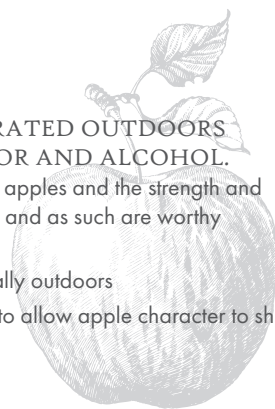 RATED OUTDOORS
OR AND ALCOHOL.
apples and the strength and
and as such are worthy
ally outdoors
to allow apple character to sh